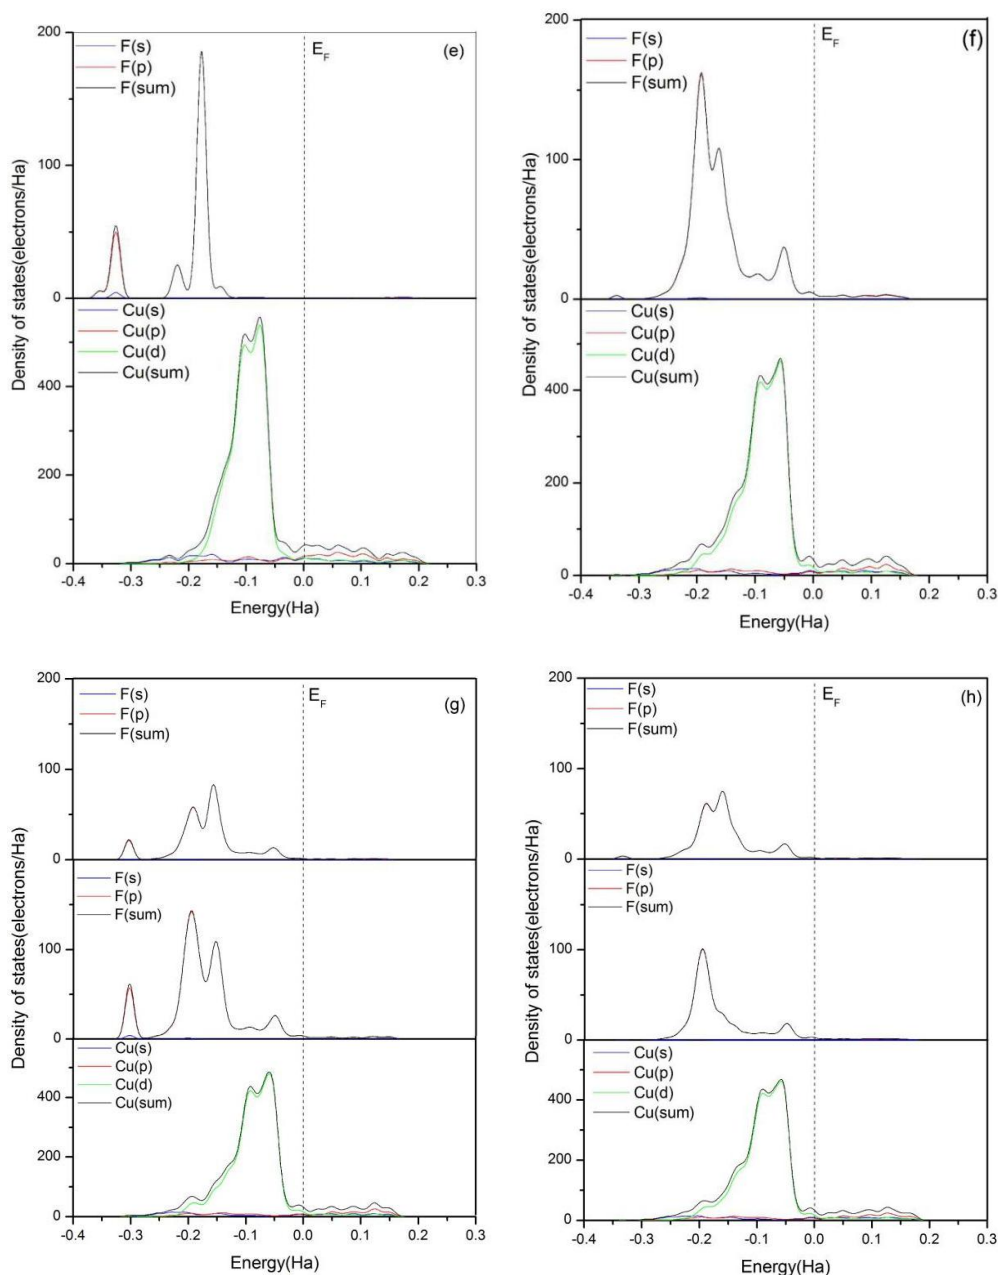 (e)
E_F
F(s)
F(p)
F(sum)
200
100
0
Cu(s)
Cu(p)
Cu(d)
Cu(sum)
400
200
0
-0.4 -0.3 -0.2 -0.1 0.0 0.1 0.2 0.3
Energy(Ha)
Density of states(electrons/Ha)
(f)
E_F
F(s)
F(p)
F(sum)
200
100
0
Cu(s)
Cu(p)
Cu(d)
Cu(sum)
400
200
0
-0.4 -0.3 -0.2 -0.1 0.0 0.1 0.2 0.3
Energy(Ha)
Density of states(electrons/Ha)
(g)
E_F
F(s)
F(p)
F(sum)
200
100
0
F(s)
F(p)
F(sum)
100
0
Cu(s)
Cu(p)
Cu(d)
Cu(sum)
400
200
0
-0.4 -0.3 -0.2 -0.1 0.0 0.1 0.2 0.3
Energy(Ha)
Density of states(electrons/Ha)
(h)
E_F
F(s)
F(p)
F(sum)
200
100
0
F(s)
F(p)
F(sum)
100
0
Cu(s)
Cu(p)
Cu(d)
Cu(sum)
400
200
0
-0.4 -0.3 -0.2 -0.1 0.0 0.1 0.2 0.3
Energy(Ha)
Density of states(electrons/Ha)